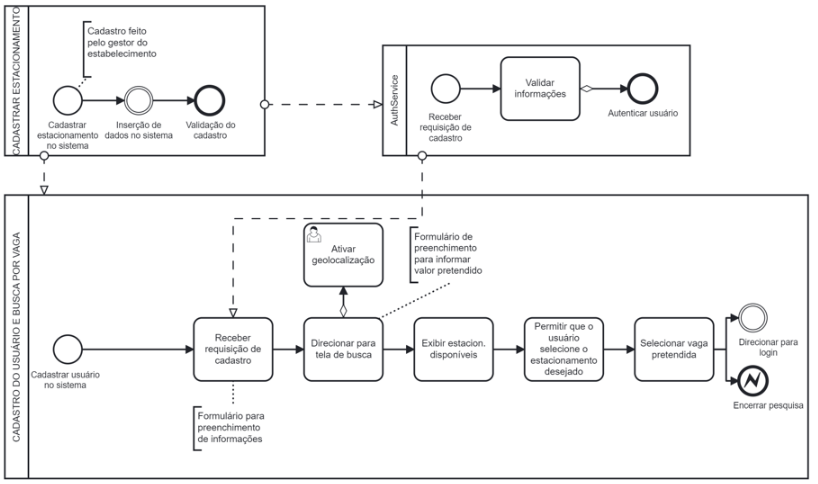 CADASTRAR ESTACIONAMENTO
Cadastro feito
pelo gestor do
estabelecimento
Cadastrar
estacionamento
no sistema
Inserção de
dados no sistema
Validação do
cadastro
AuthService
Receber
requisição de
cadastro
Validar
informações
Autenticar usuário
CADASTRO DO USUÁRIO E BUSCA POR VAGA
Cadastrar usuário
no sistema
Receber
requisição de
cadastro
Formulário para
preenchimento
de informações
Ativar
geolocalização
Direcionar para
tela de busca
Formulário de
preenchimento
para informar
valor pretendido
Exibir estacion.
disponíveis
Permitir que o
usuário
selecione o
estacionamento
desejado
Selecionar vaga
pretendida
Direcionar para
login
Encerrar pesquisa